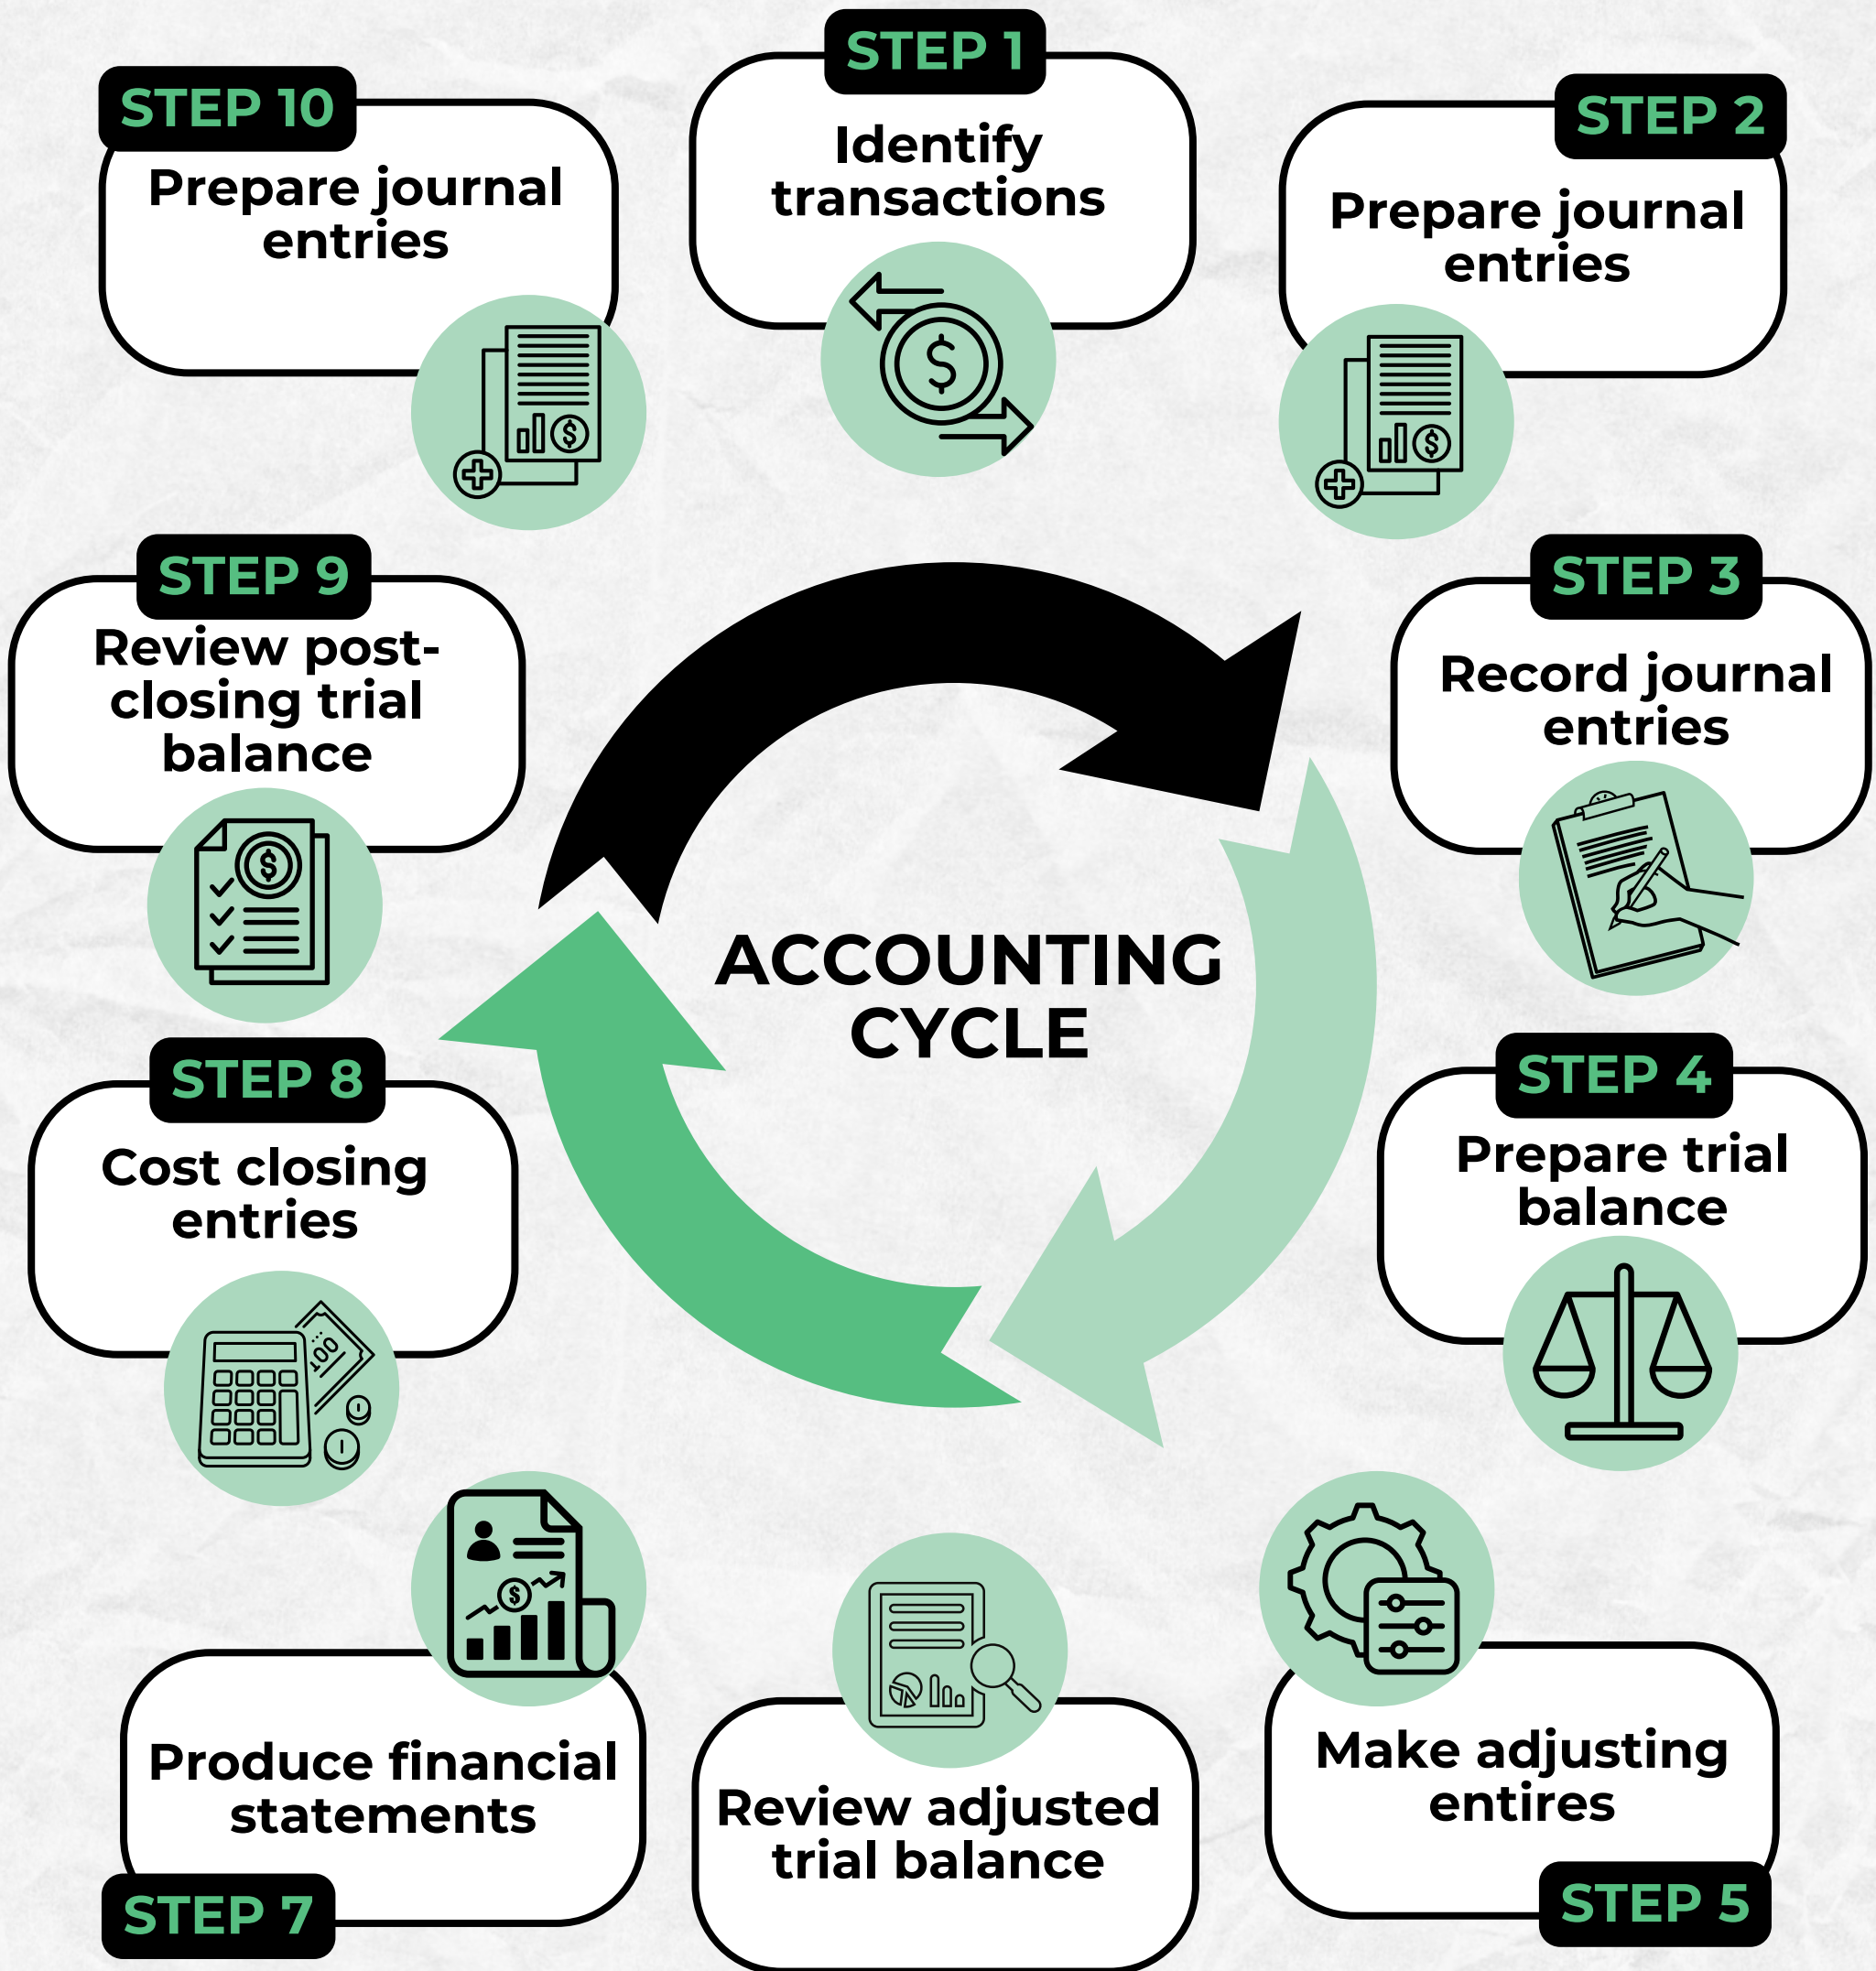 STEP 1
Identify
transactions
STEP 2
Prepare journal
entries
STEP 3
Record journal
entries
STEP 4
Prepare trial
balance
Make adjusting
entires
STEP 5
Review adjusted
trial balance
Produce financial
statements
STEP 7
STEP 8
Cost closing
entries
100
STEP 9
Review post-
closing trial
balance
STEP 10
Prepare journal
entries
ACCOUNTING
CYCLE